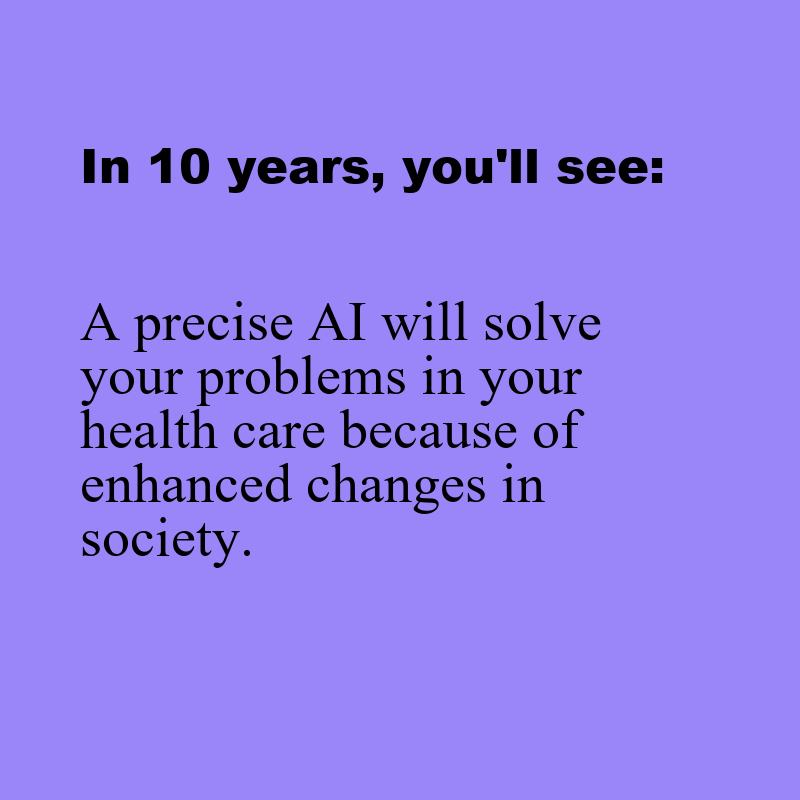 In 10 years, you'll see:
A precise AI will solve
your problems in your
health care because of
enhanced changes in
society.